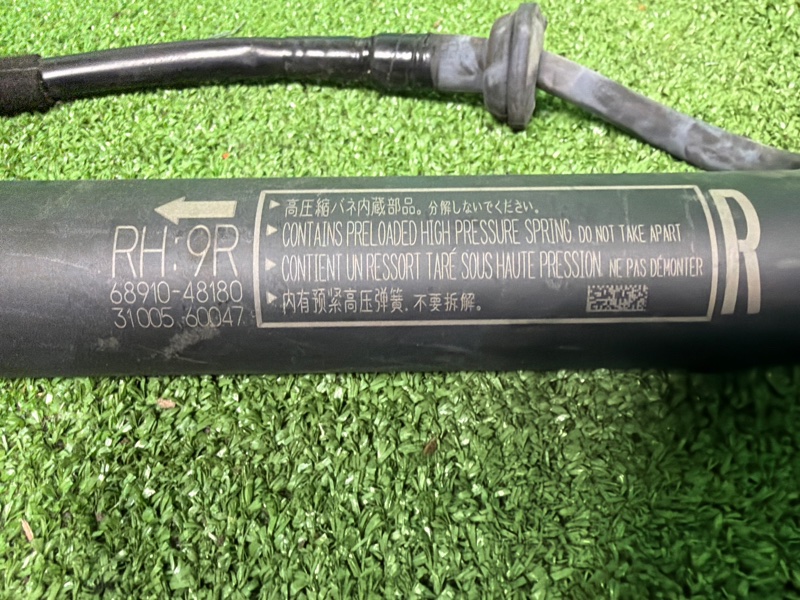 RH:9R
68910-48180
31005 60047
▶高圧縮バネ内蔵部品。分解しないでください。
▶CONTAINS PRELOADED HIGH PRESSURE SPRING. DO NOT TAKE APART
▶CONTIENT UN RESSORT TARÉ SOUS HAUTE PRESSION. NE PAS DÉMONTER
▶内有预紧高压弹簧.不要拆解。
R